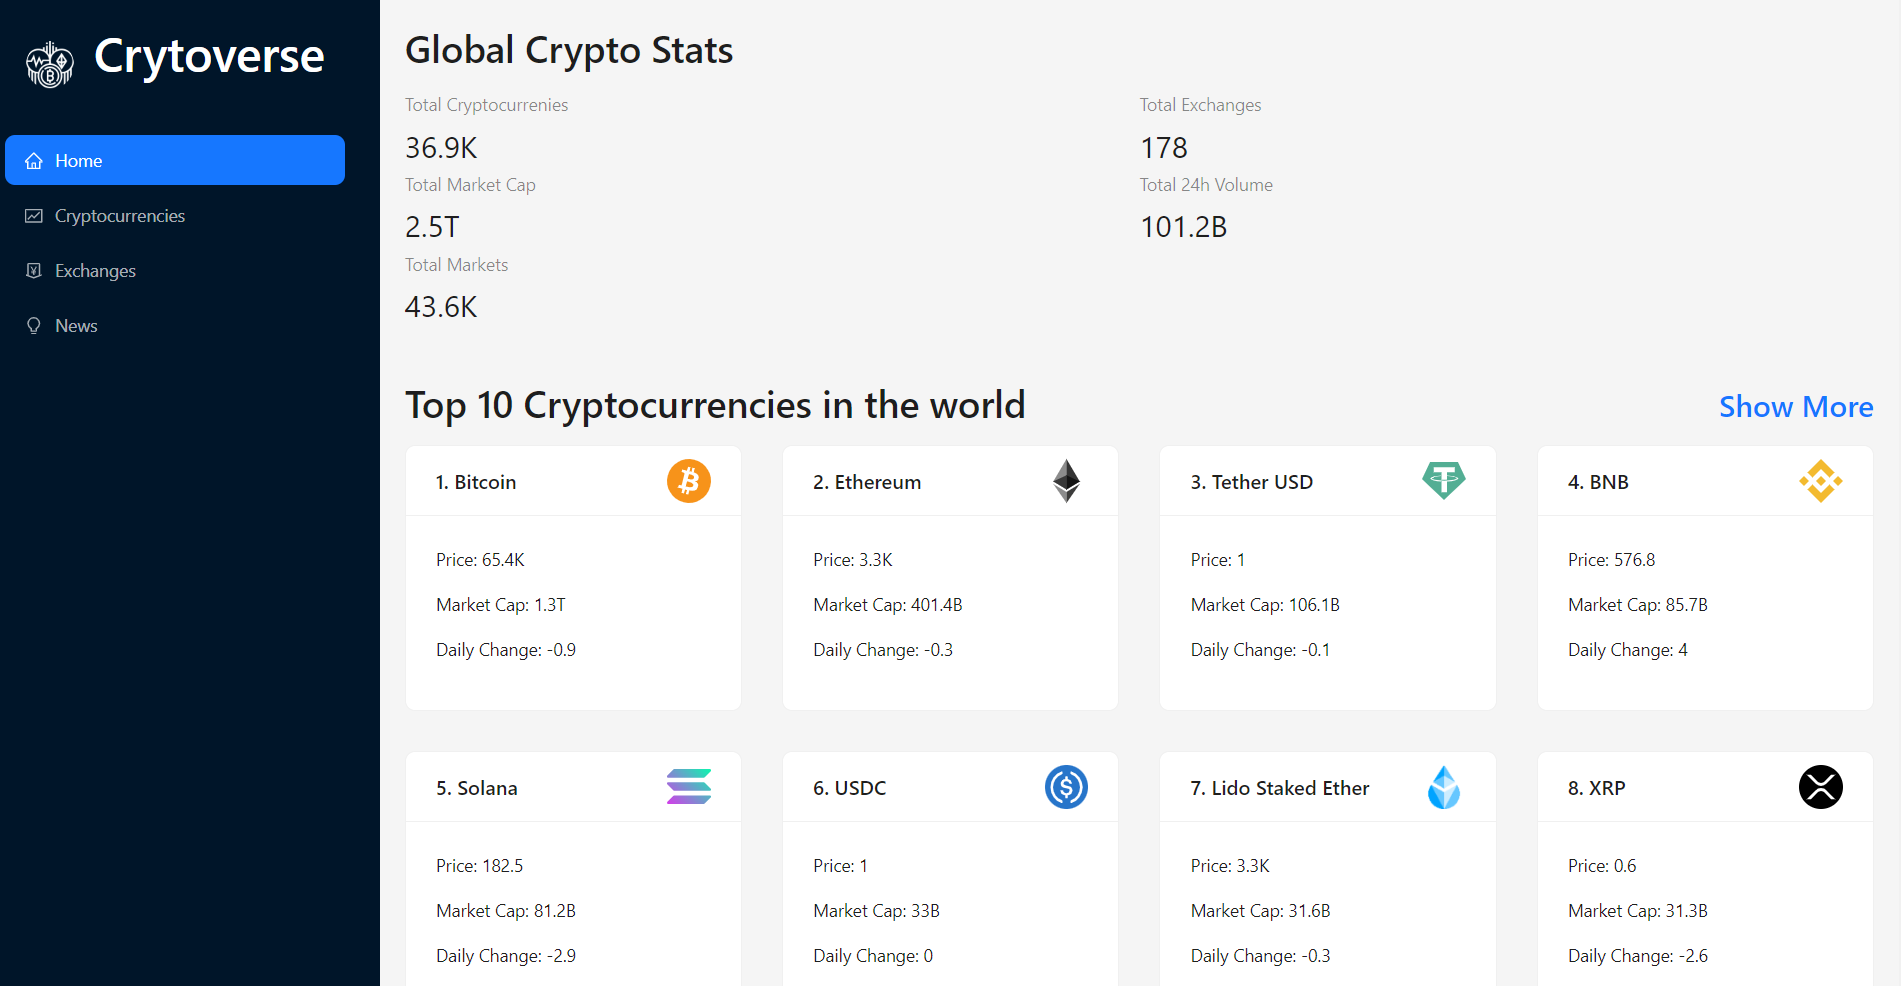 Crytoverse
Home
Cryptocurrencies
Exchanges
News
Global Crypto Stats
Total Cryptocurrenies
36.9K
Total Exchanges
178
Total Market Cap
2.5T
Total 24h Volume
101.2B
Total Markets
43.6K
Top 10 Cryptocurrencies in the world
Show More
1. Bitcoin
Price: 65.4K
Market Cap: 1.3T
Daily Change: -0.9
2. Ethereum
Price: 3.3K
Market Cap: 401.4B
Daily Change: -0.3
3. Tether USD
Price: 1
Market Cap: 106.1B
Daily Change: -0.1
4. BNB
Price: 576.8
Market Cap: 85.7B
Daily Change: 4
5. Solana
Price: 182.5
Market Cap: 81.2B
Daily Change: -2.9
6. USDC
Price: 1
Market Cap: 33B
Daily Change: 0
7. Lido Staked Ether
Price: 3.3K
Market Cap: 31.6B
Daily Change: -0.3
8. XRP
Price: 0.6
Market Cap: 31.3B
Daily Change: -2.6